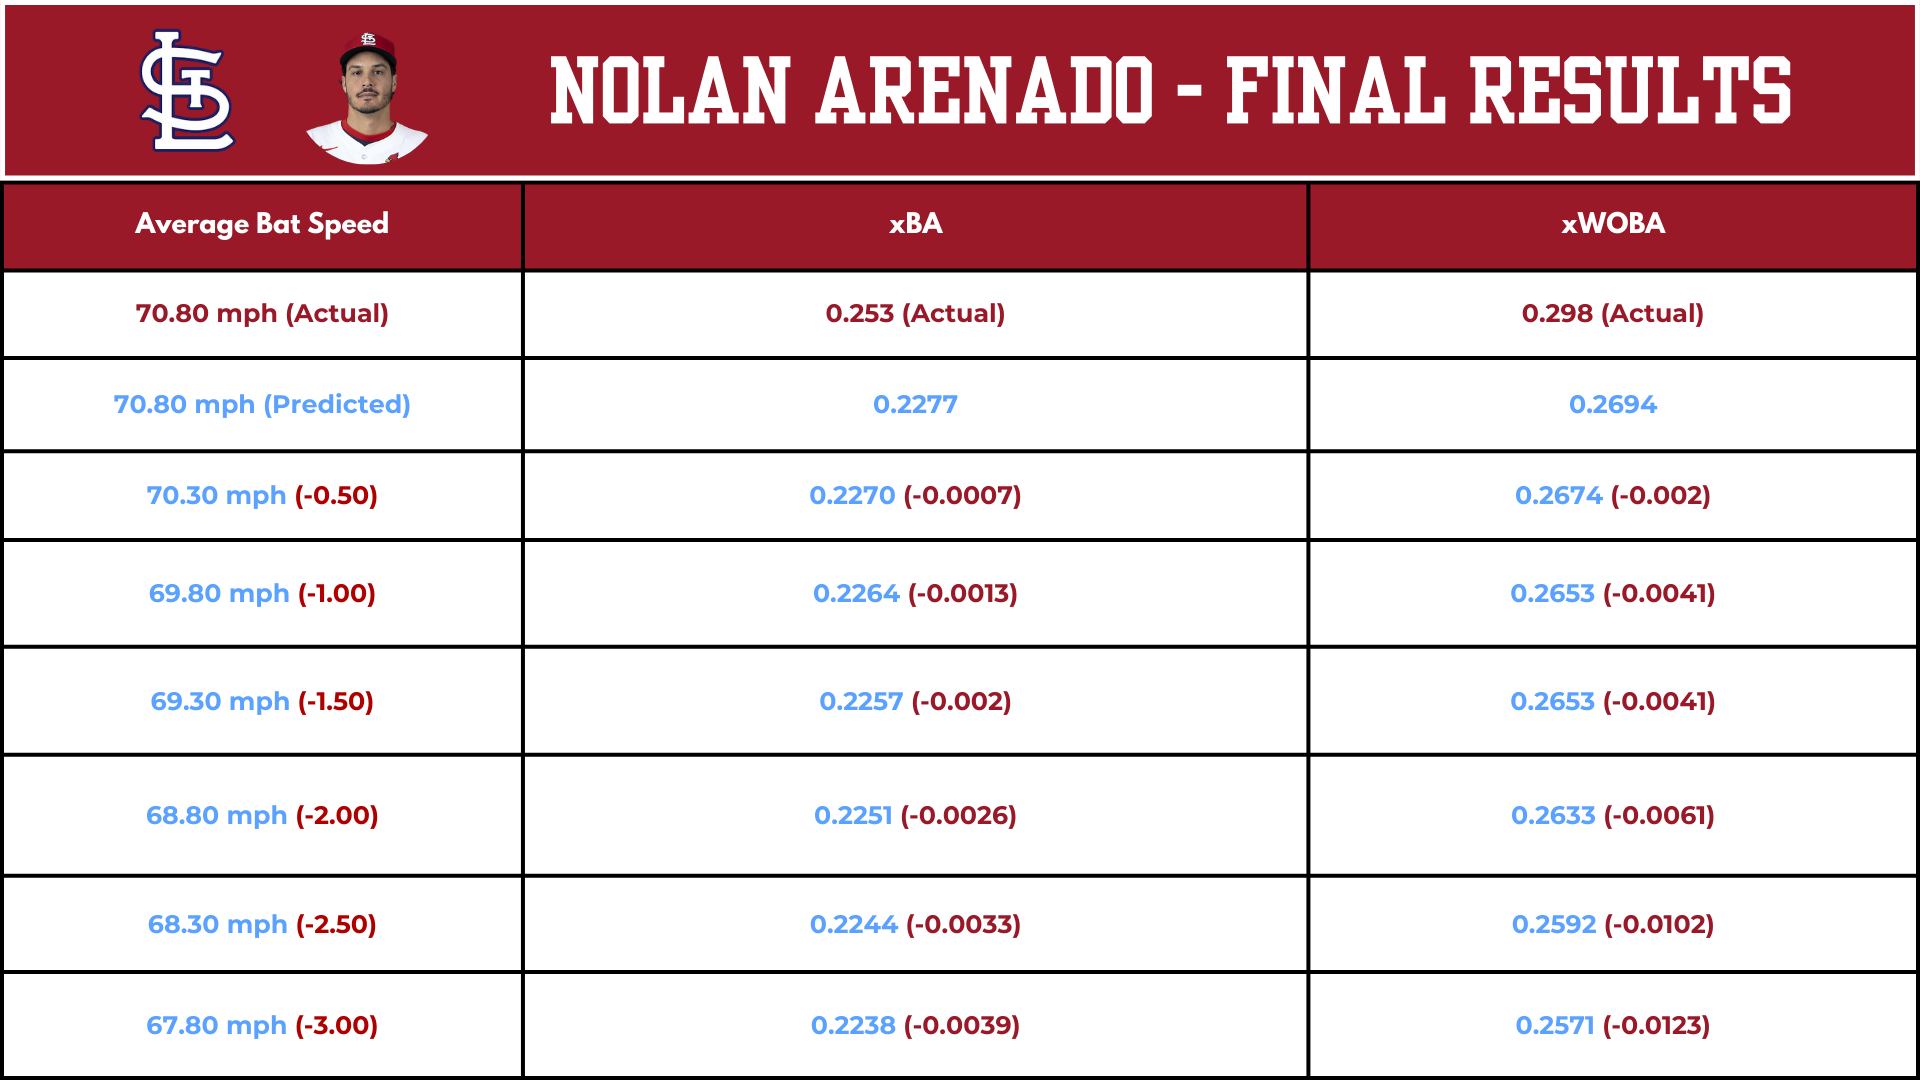 STL
NOLAN ARENADO - FINAL RESULTS
Average Bat Speed xBA xWOBA
70.80 mph (Actual) 0.253 (Actual) 0.298 (Actual)
70.80 mph (Predicted) 0.2277 0.2694
70.30 mph (-0.50) 0.2270 (-0.0007) 0.2674 (-0.002)
69.80 mph (-1.00) 0.2264 (-0.0013) 0.2653 (-0.0041)
69.30 mph (-1.50) 0.2257 (-0.002) 0.2653 (-0.0041)
68.80 mph (-2.00) 0.2251 (-0.0026) 0.2633 (-0.0061)
68.30 mph (-2.50) 0.2244 (-0.0033) 0.2592 (-0.0102)
67.80 mph (-3.00) 0.2238 (-0.0039) 0.2571 (-0.0123)